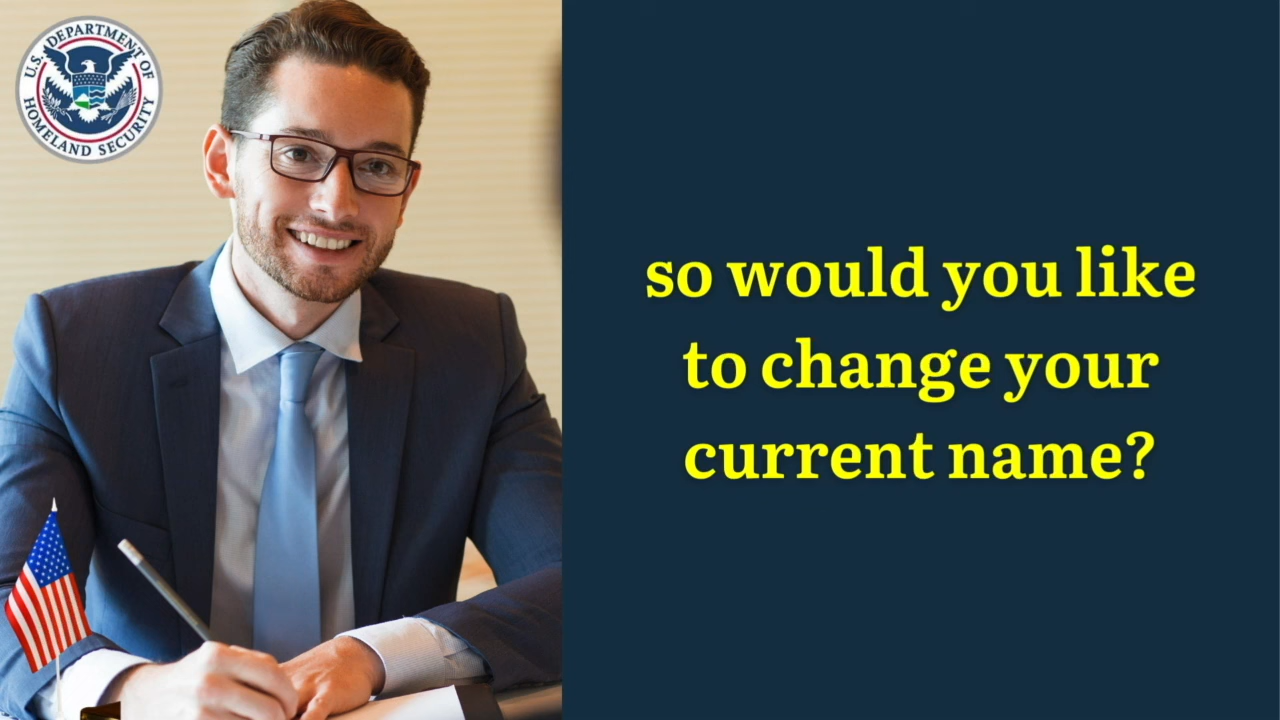 U.S. DEPARTMENT OF
HOMELAND SECURITY
so would you like
to change your
current name?